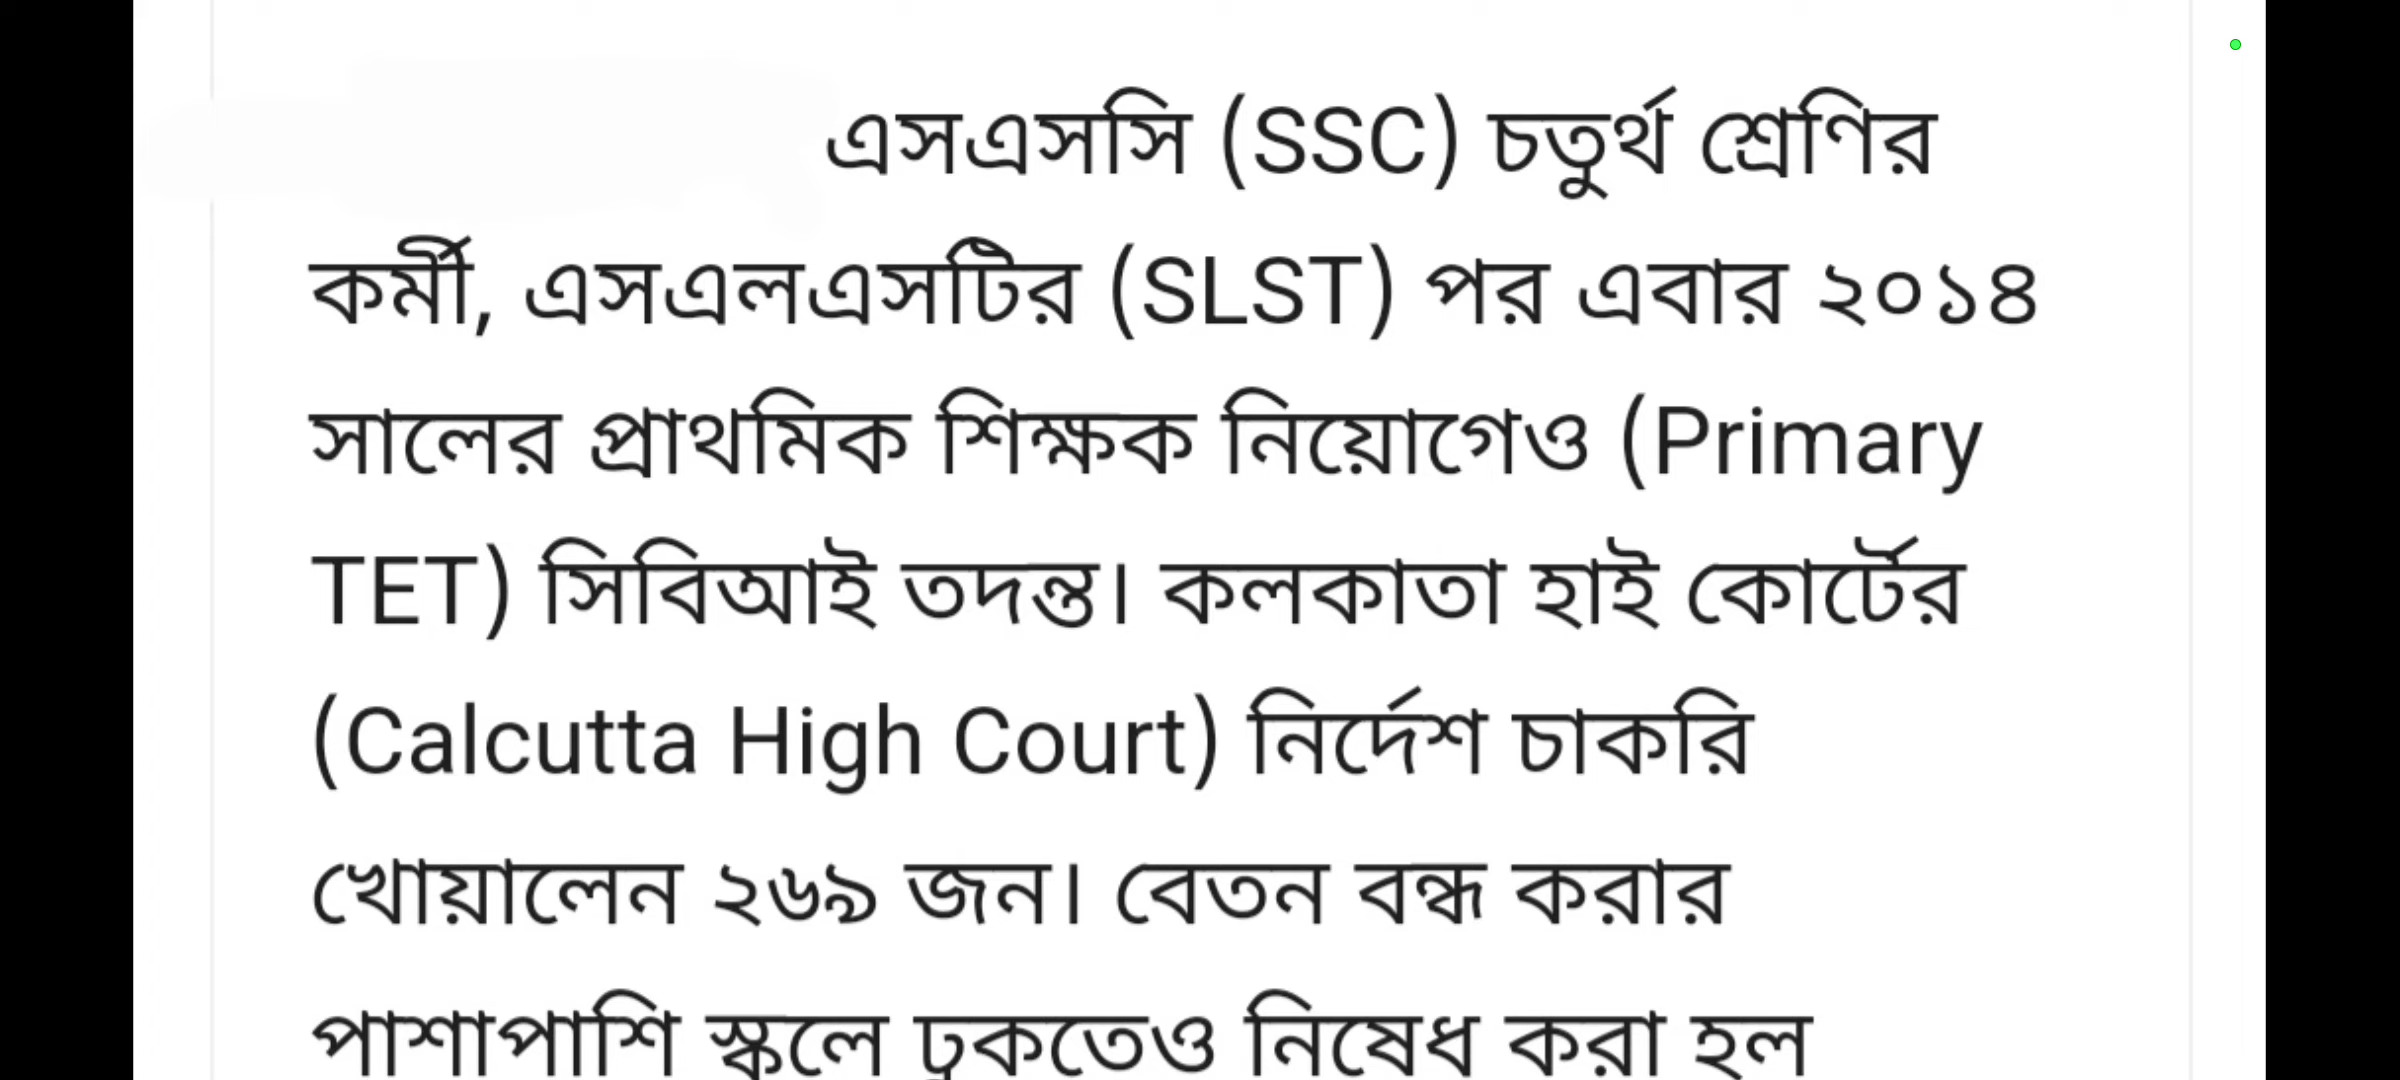 এসএসসি (SSC) চতুর্থ শ্রেণির
কর্মী, এসএলএসটির (SLST) পর এবার ২০১৪
সালের প্রাথমিক শিক্ষক নিয়োগেও (Primary
TET) সিবিআই তদন্ত। কলকাতা হাই কোর্টের
(Calcutta High Court) নির্দেশ চাকরি
খোয়ালেন ২৬৯ জন। বেতন বন্ধ করার
পাশাপাশি স্কুলে ঢুকতেও নিষেধ করা হল